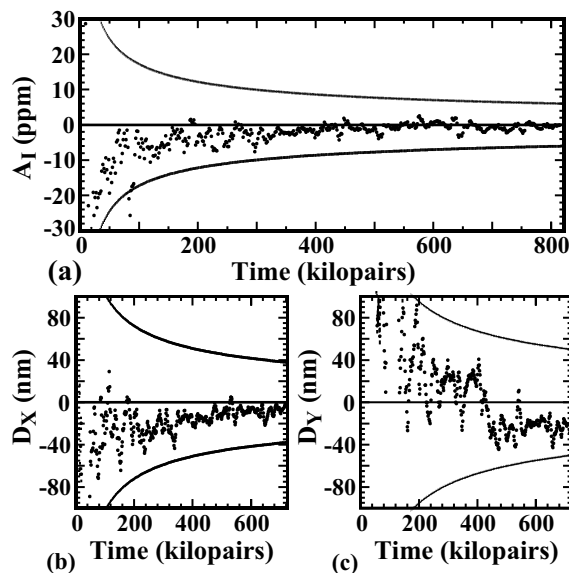 30
20
10
0
-10
-20
-30
A_I (ppm)
0 200 400 600 800
(a) Time (kilopairs)
80
40
0
-40
-80
D_X (nm)
0 200 400 600
(b) Time (kilopairs)
80
40
0
-40
-80
D_Y (nm)
0 200 400 600
(c) Time (kilopairs)